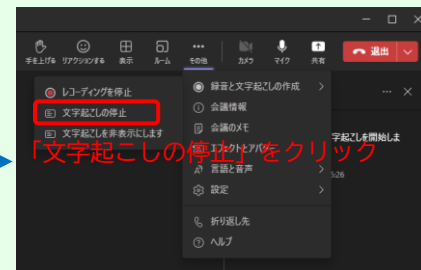 手を上げる リアクションする 表示 ルーム その他 カメラ マイク 共有 退出
レコーディングを停止
文字起こしの停止
文字起こしを非表示にします
録音と文字起こしの作成
会議情報
会議のメモ
エフェクトとアバター
言語と音声
設定
折り返し先
ヘルプ
字起こしを開始しま
5:26
「文字起こしの停止」をクリック